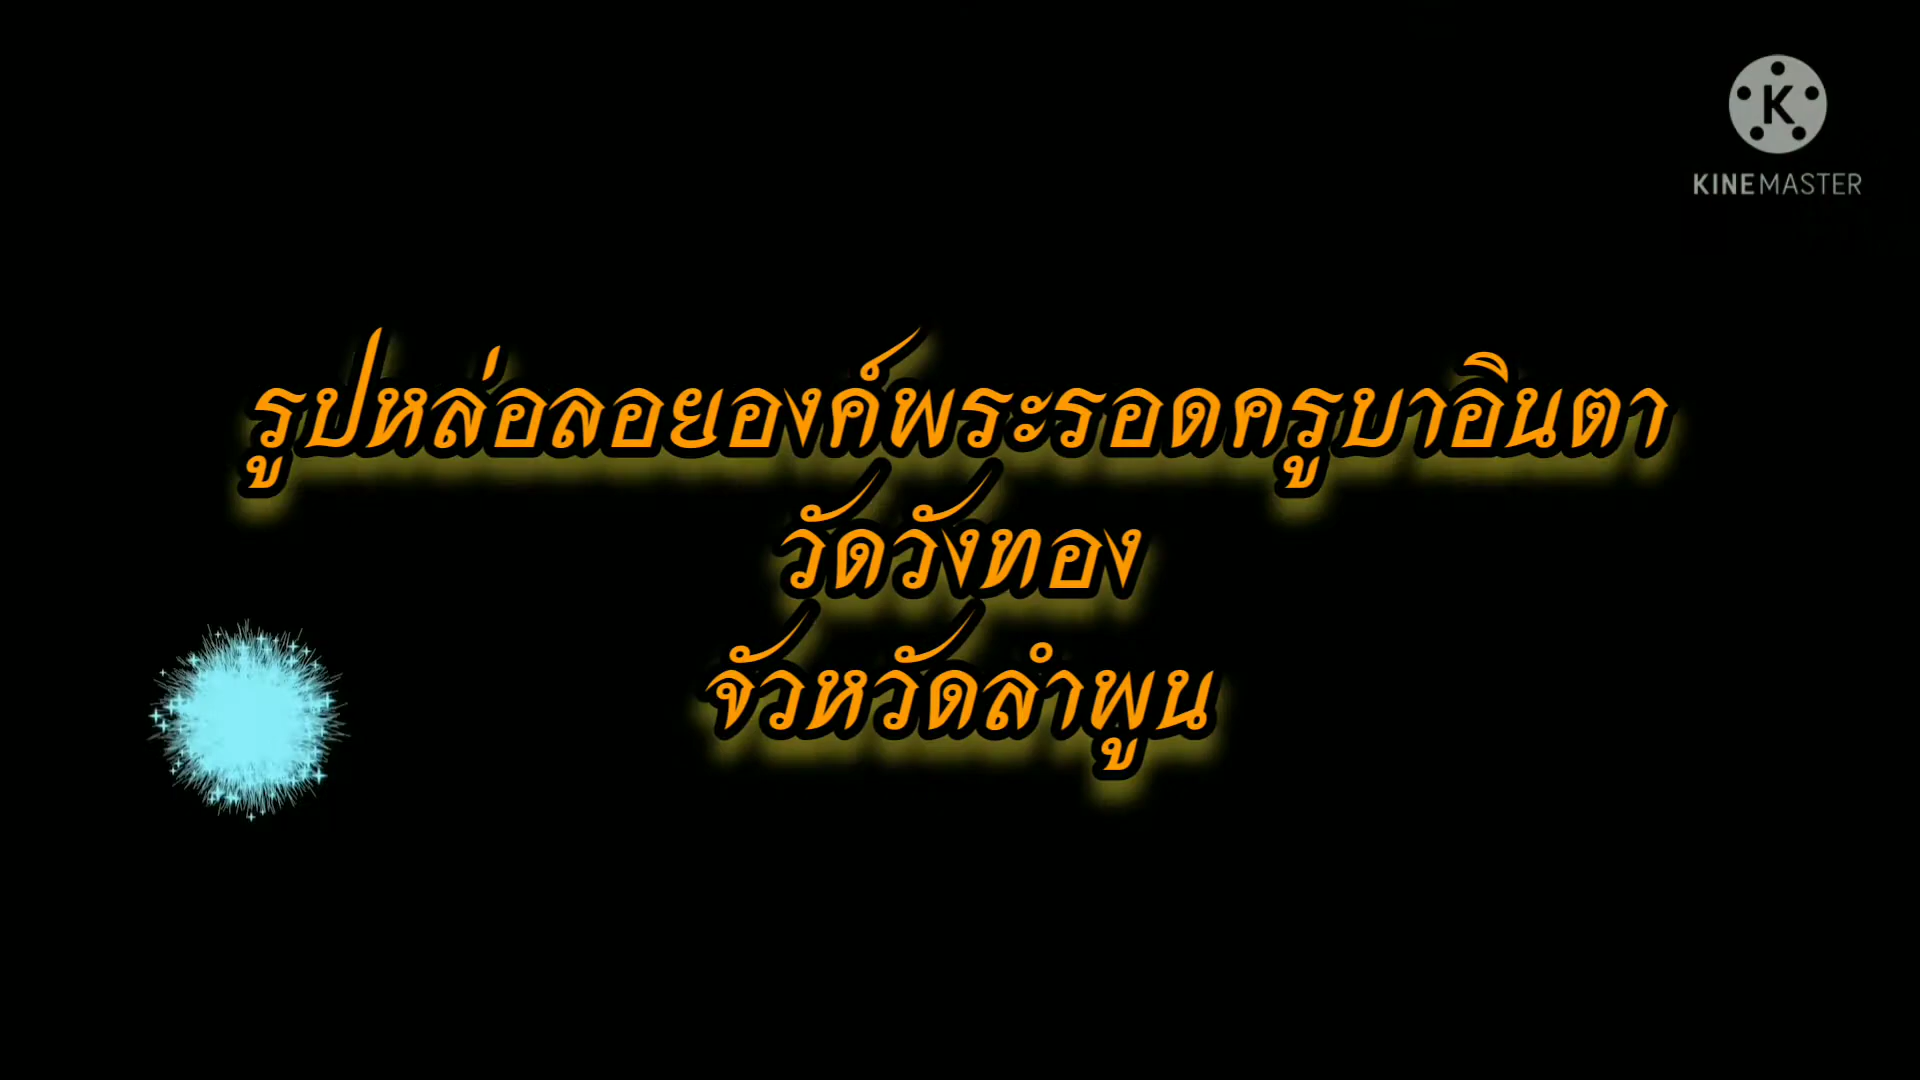 KINEMASTER
รูปหล่อลอยองค์พระรอดครูบาอินตา
วัดวังทอง
จัวหวัดลำพูน